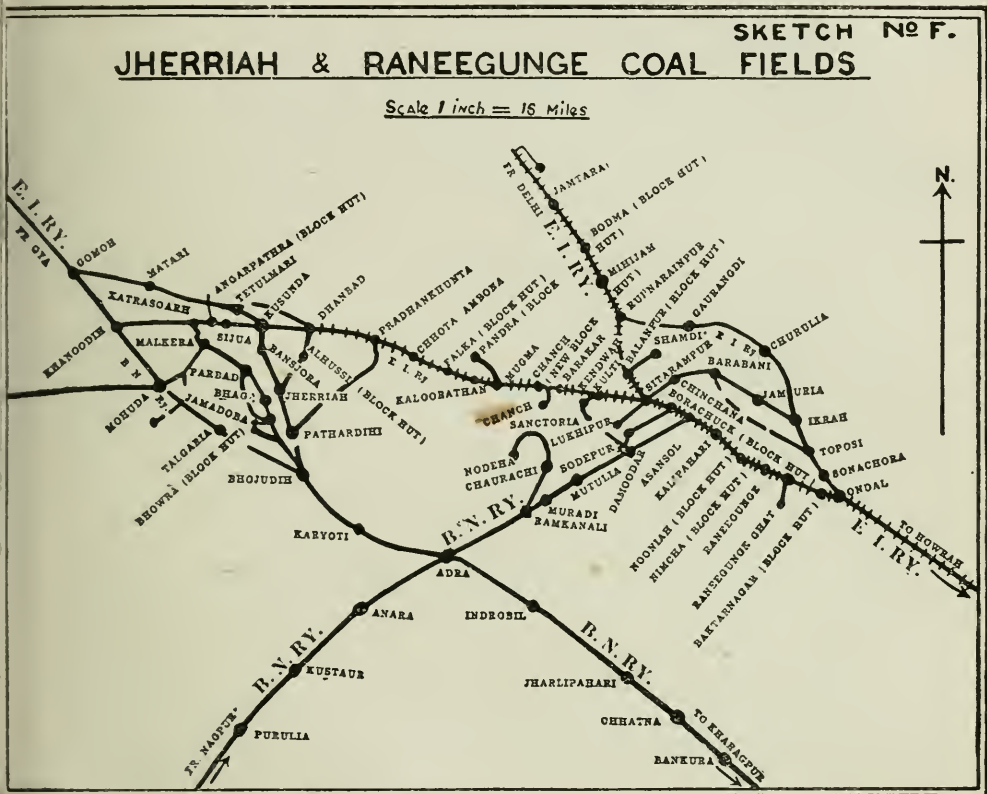 SKETCH No F.
JHERRIAH & RANEEGUNGE COAL FIELDS
Scale 1 inch = 16 Miles
N.
E. I. RY.
FR GYA
GOMOH
MATARI
ANGARPATHRA (BLOCK HUT)
TETULMARI
KATRASGARH
KUSUNDA
DHANBAD
PRADHANKHUNTA
CHHOTA AMBONA
KALOOBATHAN
TALKA (BLOCK HUT)
PANDRA (BLOCK
MUGMA
CHANCH
NEW BLOCK
BARAKAR
KENDWAR
KULTI
BALANPUR (BLOCK HUT)
FR DELHI
E. I. RY.
JAMTARA
BODMA (BLOCK HUT)
HUT)
MIHIJAM
HUT)
RUPNARAINPUR
GAURANGDI
E I RY
CHURULIA
SHAMDI
SITARAMPUR
BARABANI
CHINCHANA
JAMURIA
IKRAH
TOPOSI
SONACHORA
ONDAL
BORACHUCK (BLOCK HUT)
KHANOODIH
MALKERA
SIJUA
BANSJORA
ALHUSSI (BLOCK HUT)
E. I. RY
B N RY.
MOHUDA
PARBAD
BHAG
JAMADOBA
JHERRIAH
PATHARDIHI
TALGARIA
BHOWRA (BLOCK HUT)
BHOJUDIH
KARYOTI
CHANCH
SANCTORIA
LUKHIPUR
NODEHA
CHAURACHI
SODEPUR
MUTULLA
DAMOODAR
MURADI
RAMKANALI
ASANSOL
KALIPAHARI
NOONIAH (BLOCK HUT)
NIMCHA (BLOCK HUT)
RANEEGUNGE
RANEEGUNGE GHAT
BAKTARNAGAR (BLOCK HUT)
E. I. RY.
TO HOWRAH
B. N. RY.
ADRA
ANARA
INDROBIL
B. N. RY.
KUSTAUR
B. N. RY.
JHARLIPAHARI
CHHATNA
TO KHARAGPUR
FR. NAGPUR
PURULIA
BANKURA